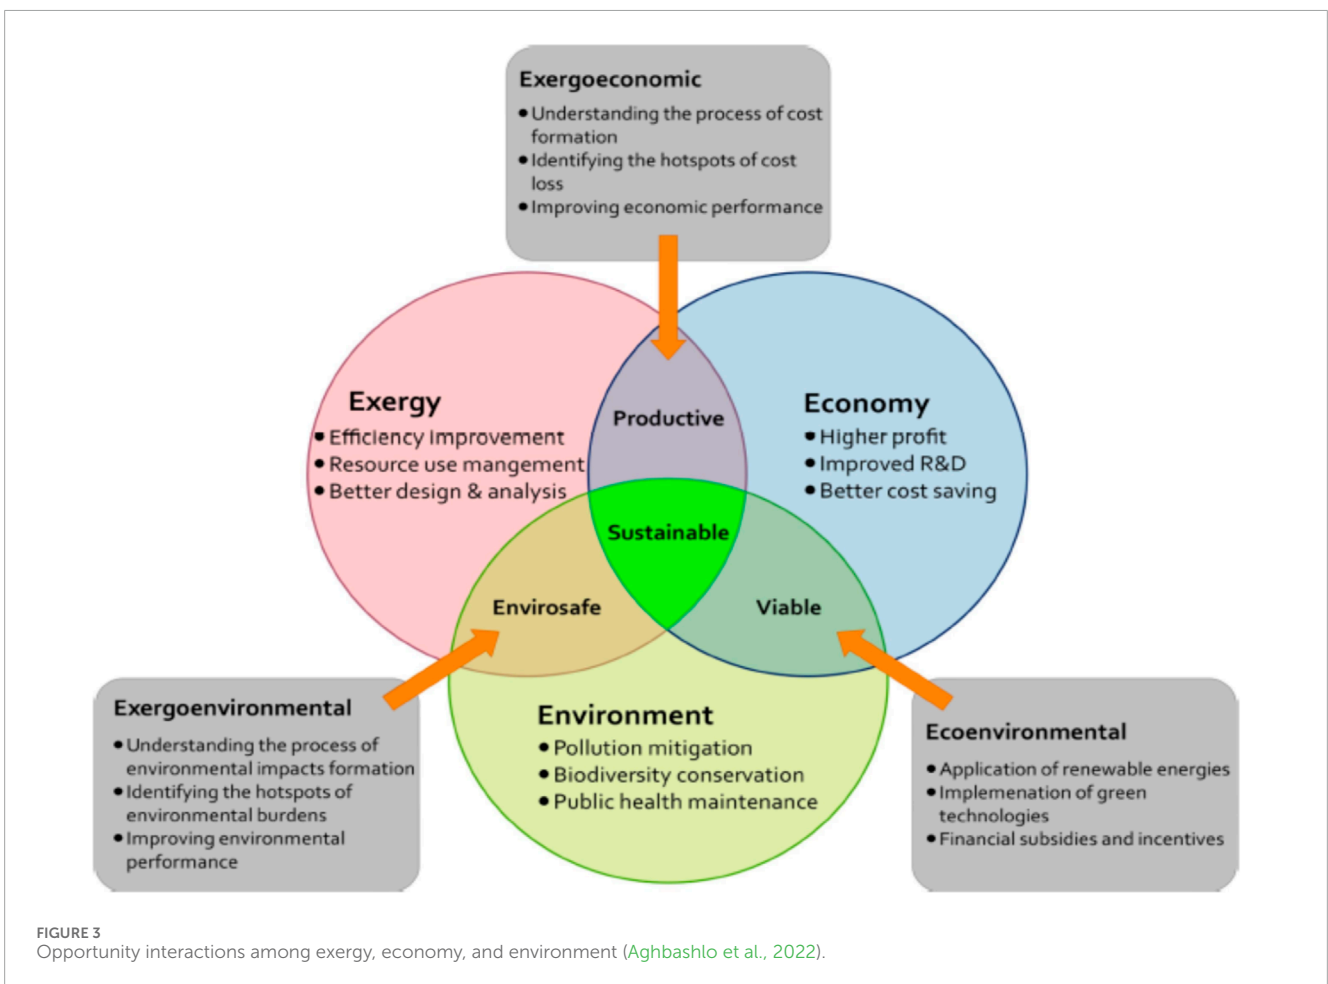 Exergoeconomic
• Understanding the process of cost
formation
• Identifying the hotspots of cost
loss
• Improving economic performance
Exergy
• Efficiency Improvement
• Resource use mangement
• Better design & analysis
Productive
Economy
• Higher profit
• Improved R&D
• Better cost saving
Sustainable
Envirosafe
Viable
Exergoenvironmental
• Understanding the process of
environmental impacts formation
• Identifying the hotspots of
environmental burdens
• Improving environmental
performance
Environment
• Pollution mitigation
• Biodiversity conservation
• Public health maintenance
Ecoenvironmental
• Application of renewable energies
• Implemenation of green
technologies
• Financial subsidies and incentives
FIGURE 3
Opportunity interactions among exergy, economy, and environment (Aghbashlo et al., 2022).